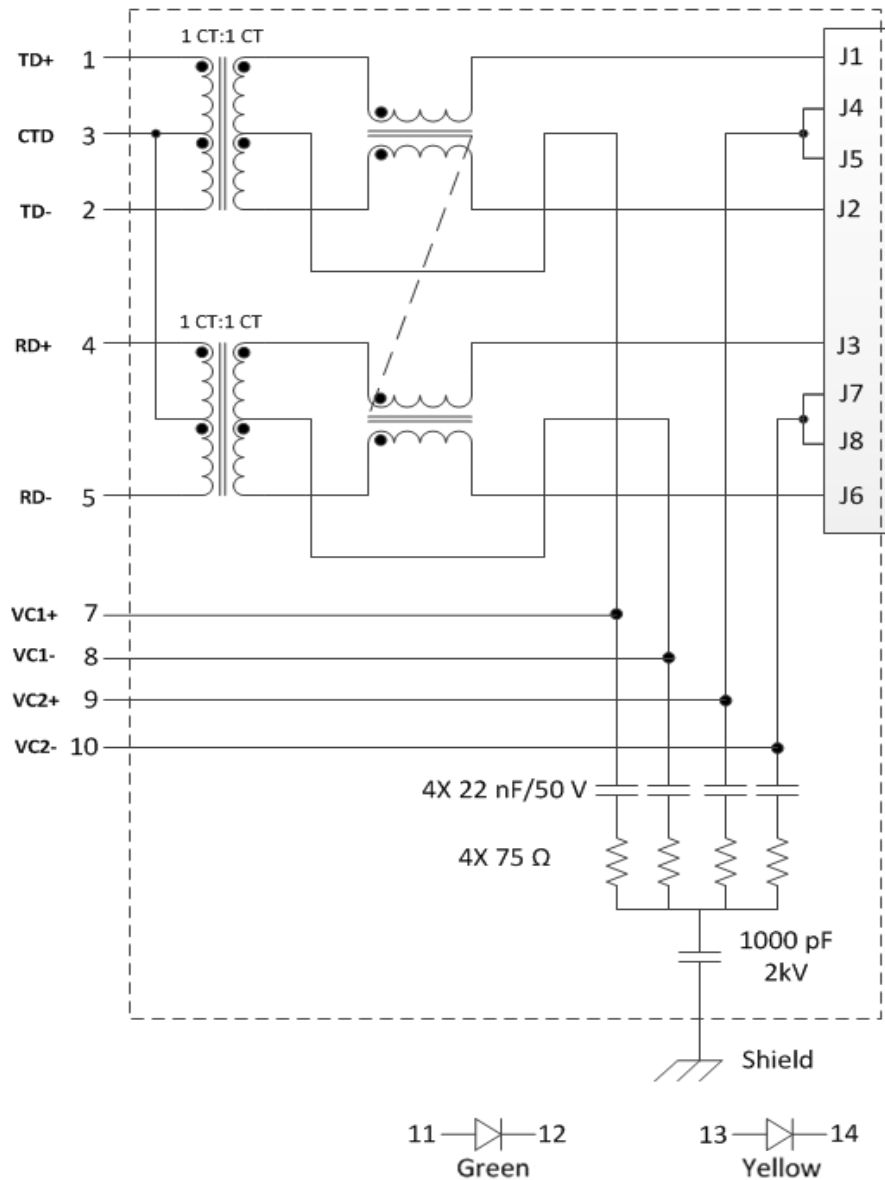 1 CT:1 CT
TD+ 1 J1
J4
CTD 3
J5
TD- 2 J2
1 CT:1 CT
RD+ 4 J3
J7
J8
RD- 5 J6
VC1+ 7
VC1- 8
VC2+ 9
VC2- 10
4X 22 nF/50 V
4X 75 Ω
1000 pF
2kV
Shield
11 12 13 14
Green Yellow